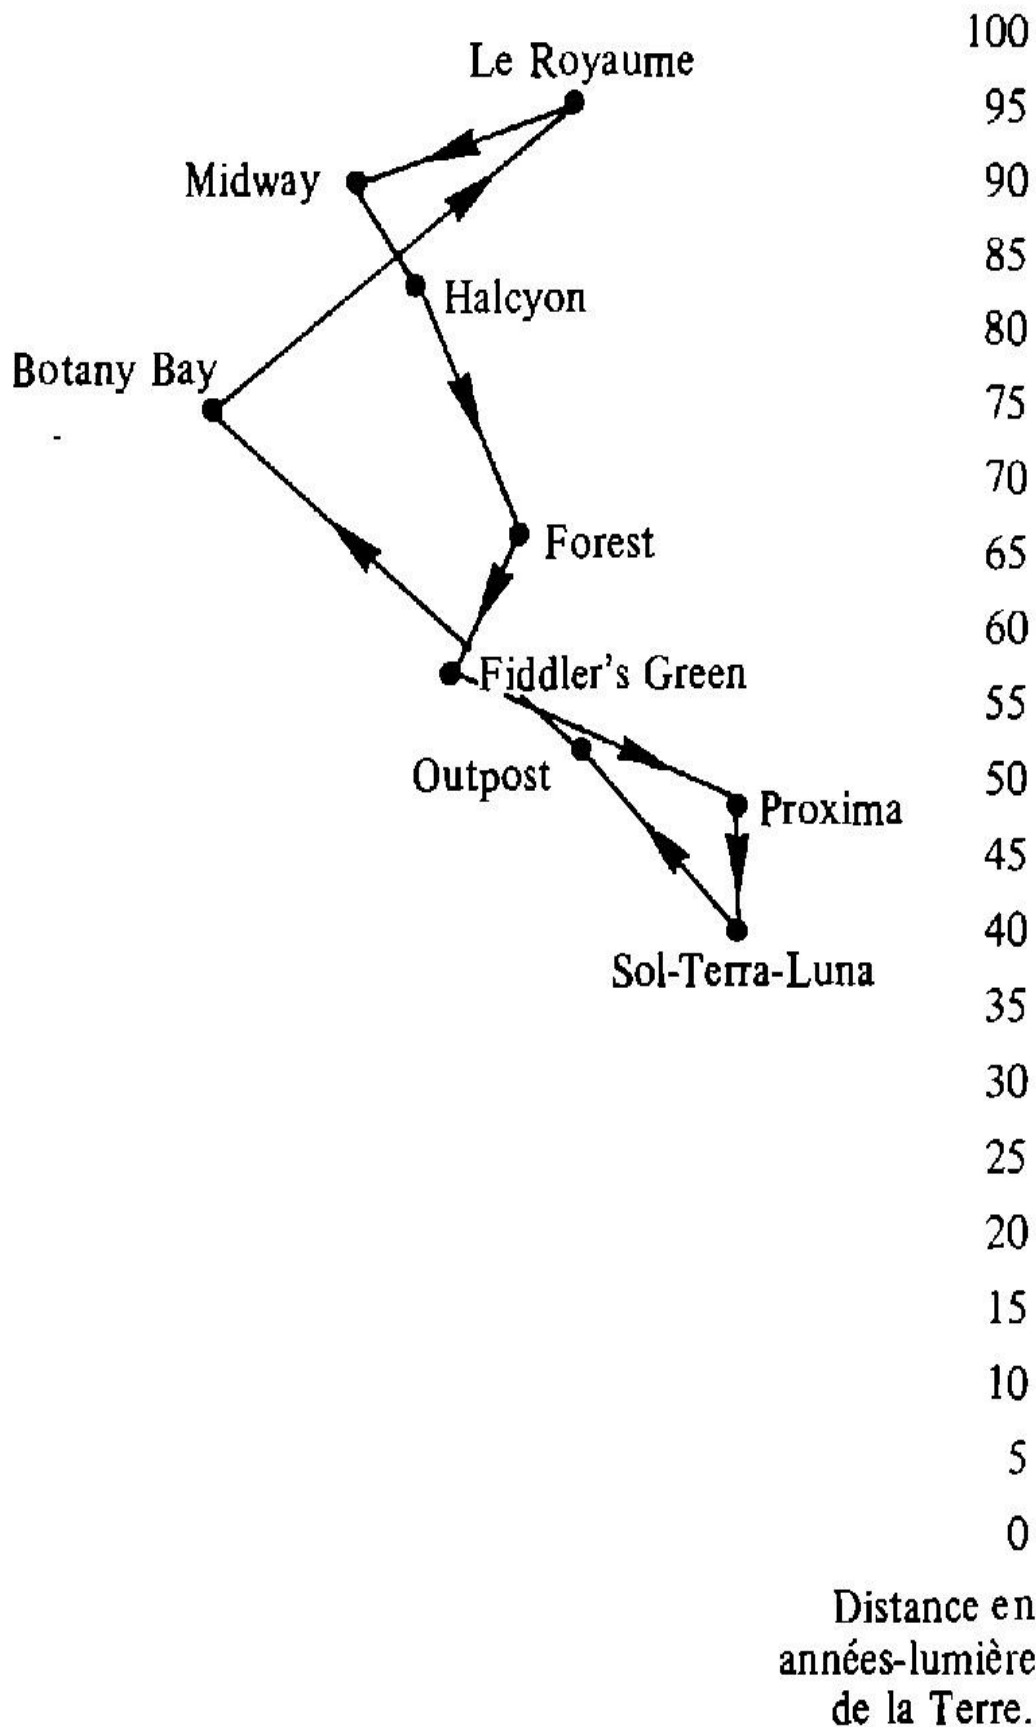 100
Le Royaume
95
Midway
90
85
Halcyon
80
Botany Bay
75
70
Forest
65
60
Fiddler's Green
55
Outpost
50
Proxima
45
40
Sol-Terra-Luna
35
30
25
20
15
10
5
0
Distance en
années-lumière
de la Terre.